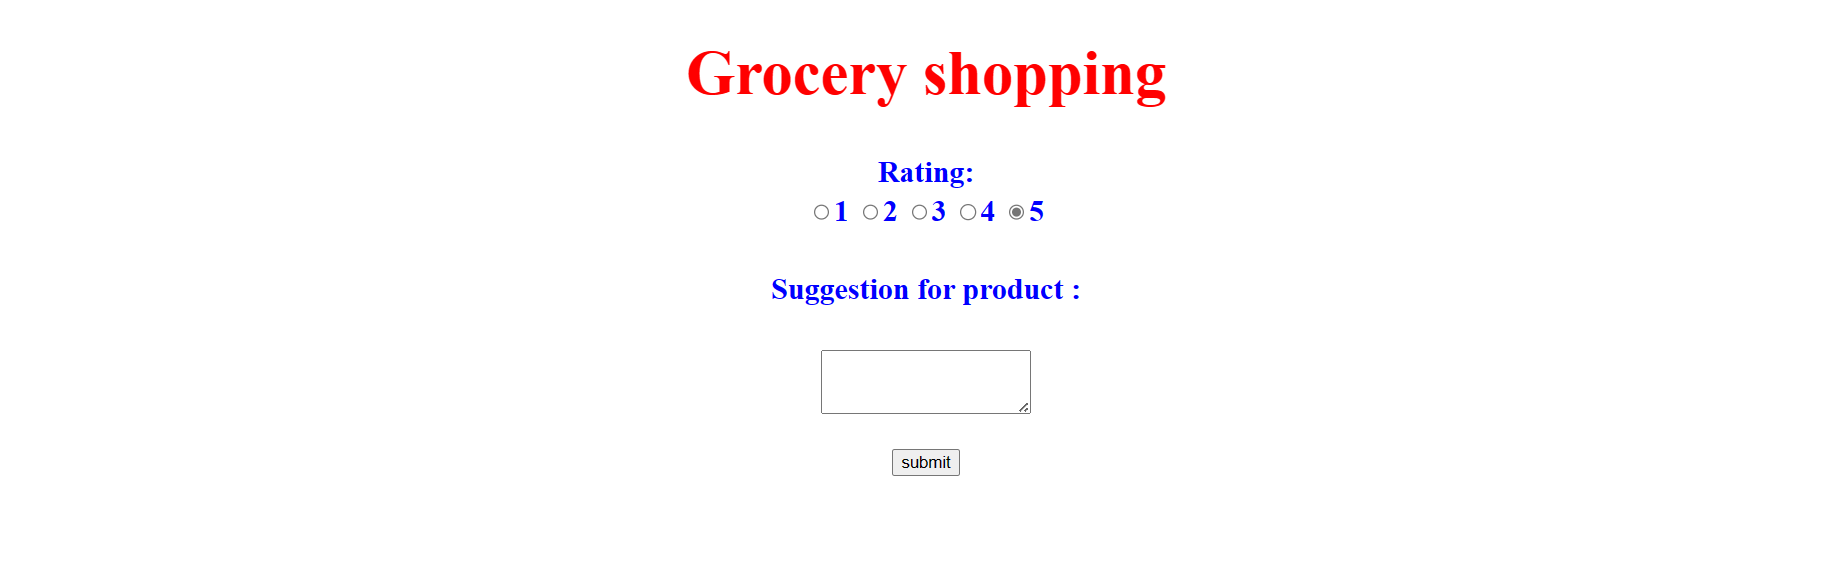 Grocery shopping
Rating:
1 2 3 4 5
Suggestion for product :
submit